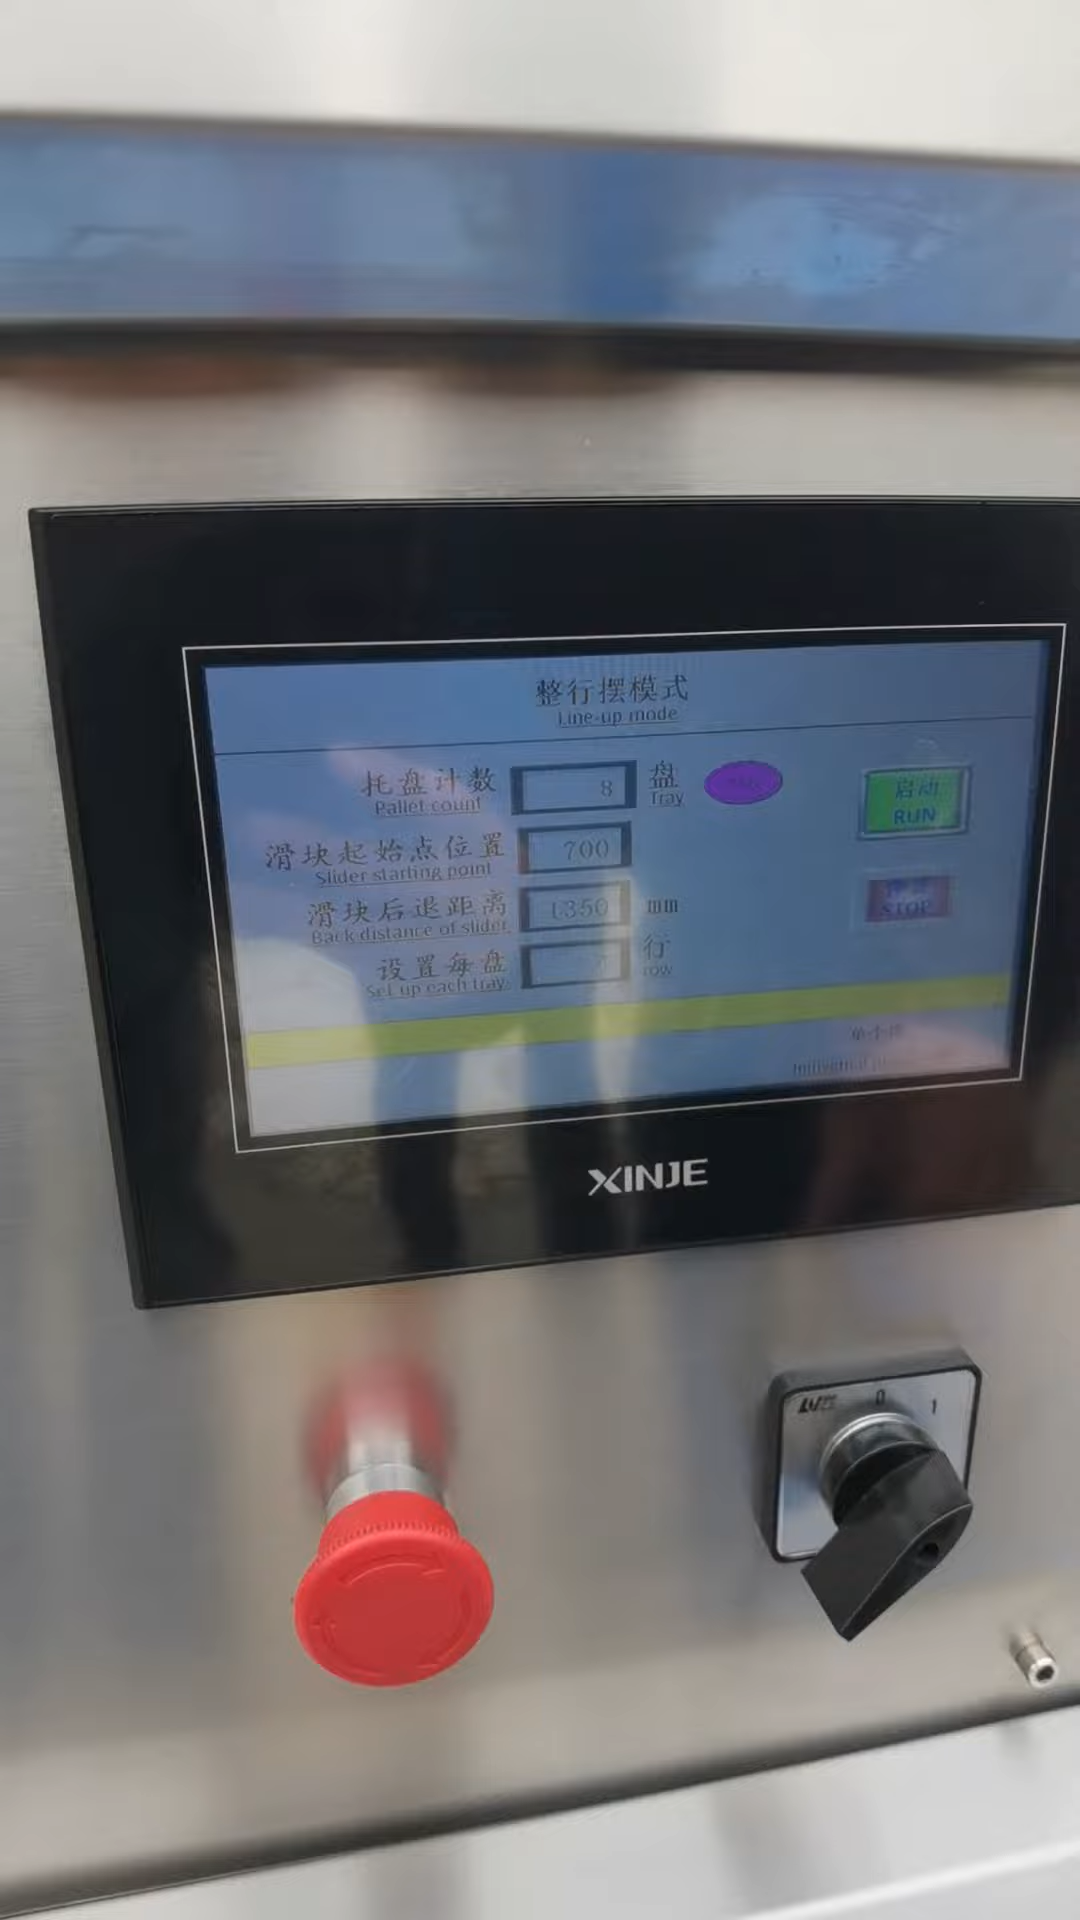 整行摆模式
Line-up mode
托盘计数 8 盘
Pallet count Tray
启动
RUN
滑块起始点位置 700
Slider starting point
滑块后退距离 1350 mm
Back distance of slider
STOP
设置每盘 行
Set up each tray row
XINJE
0 1